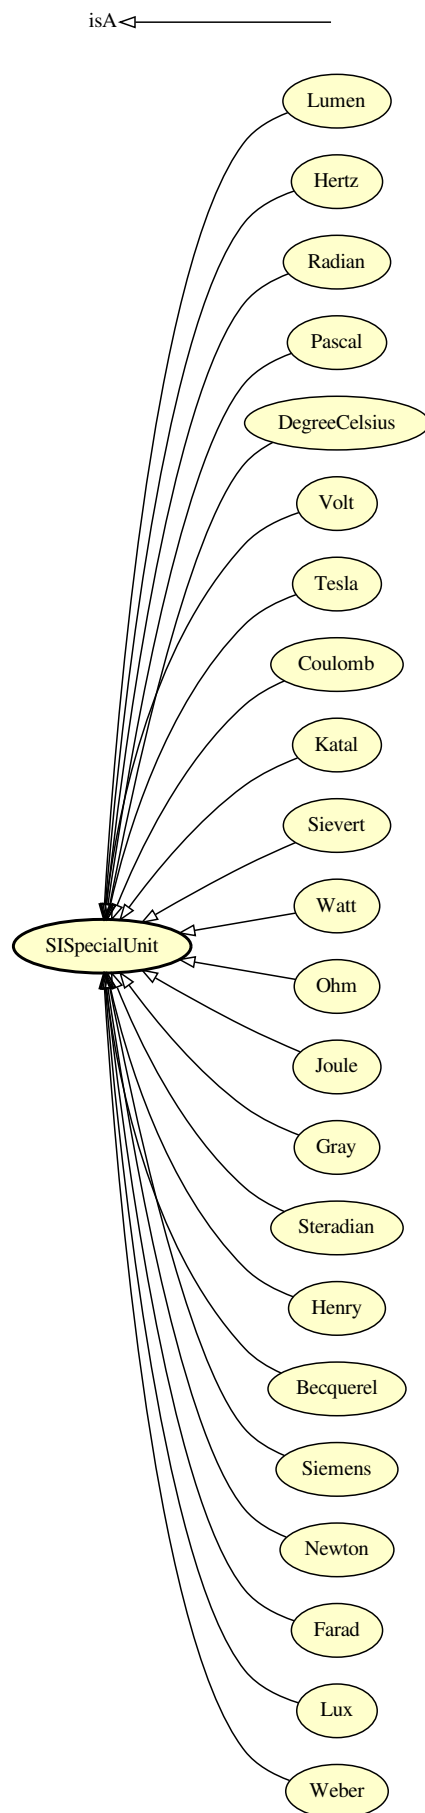 isA
Lumen
Hertz
Radian
Pascal
DegreeCelsius
Volt
Tesla
Coulomb
Katal
Sievert
Watt
SISpecialUnit
Ohm
Joule
Gray
Steradian
Henry
Becquerel
Siemens
Newton
Farad
Lux
Weber